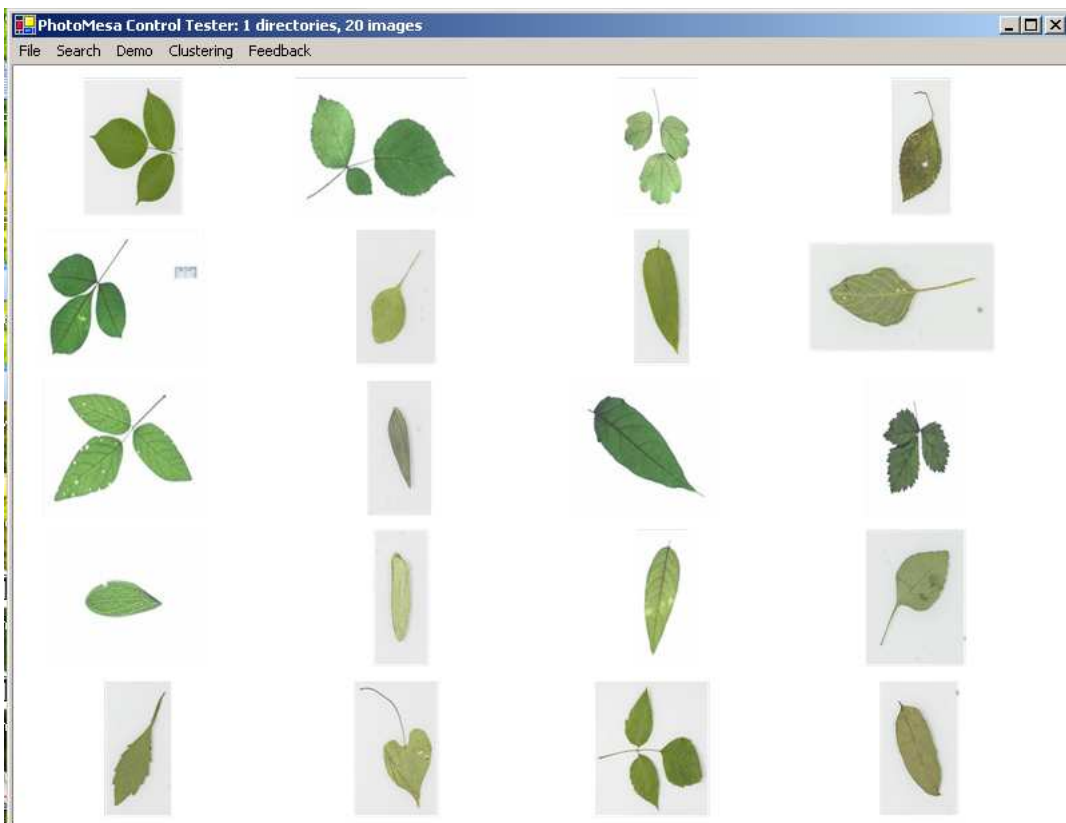 PhotoMesa Control Tester: 1 directories, 20 images
File Search Demo Clustering Feedback